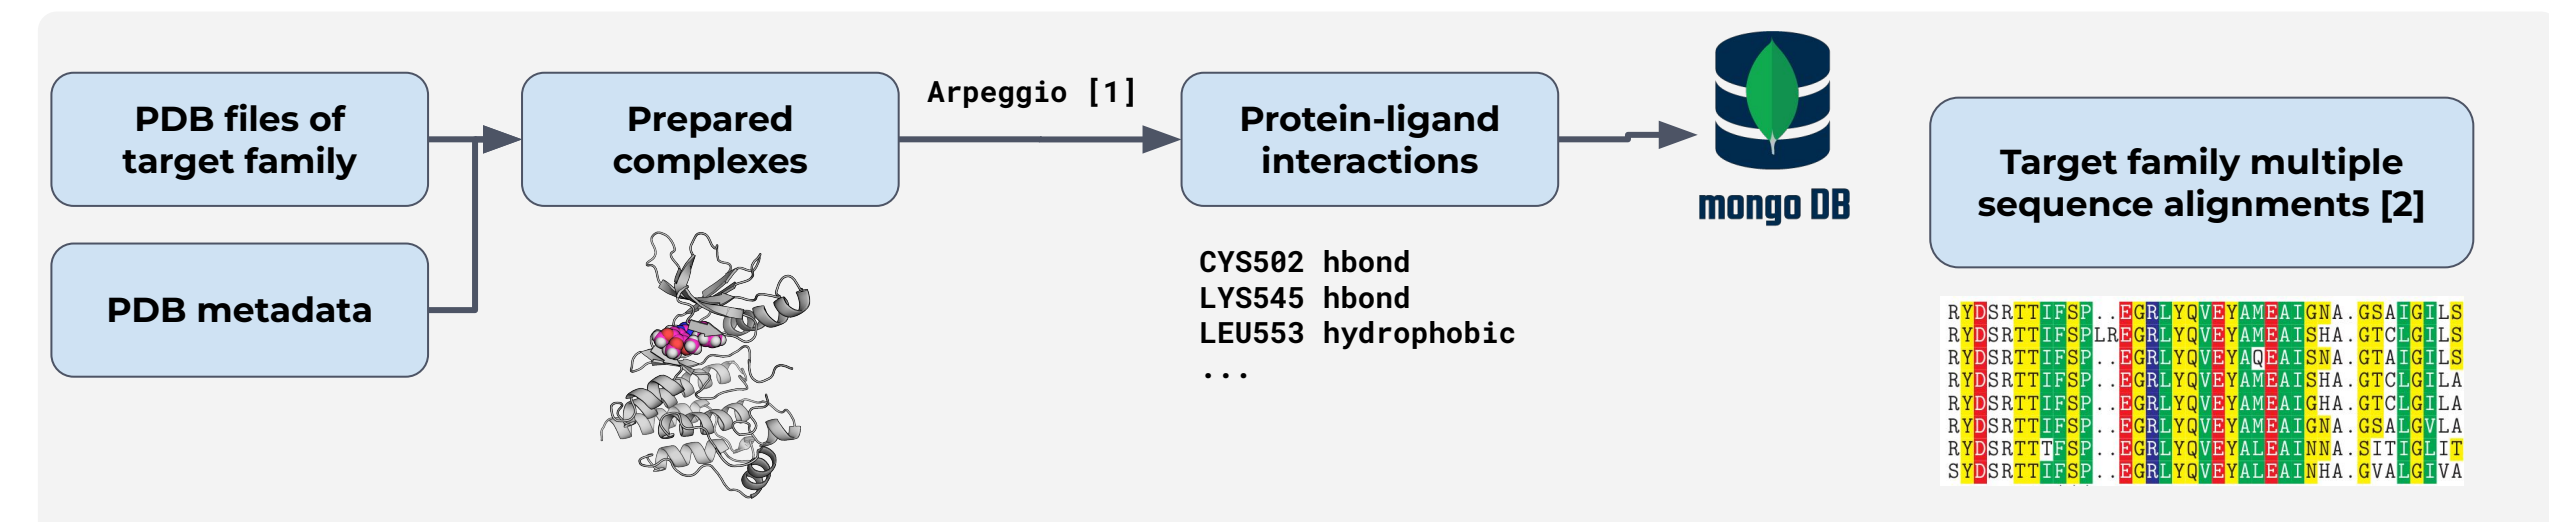 PDB files of
target family
PDB metadata
Prepared
complexes
Arpeggio [1]
Protein-ligand
interactions
CYS502 hbond
LYS545 hbond
LEU553 hydrophobic
...
mongo DB
Target family multiple
sequence alignments [2]
RYDSRTTIFSP..EGRLYQVEYAMEAIGNA.GSAIGILS
RYDSRTTIFSPLREGRLYQVEYAMEAISHA.GTCLGILS
RYDSRTTIFSP..EGRLYQVEYAQEAISNA.GTAIGILS
RYDSRTTIFSP..EGRLYQVEYAMEAISHA.GTCLGILA
RYDSRTTIFSP..EGRLYQVEYAMEAIGHA.GTCLGILA
RYDSRTTIFSP..EGRLYQVEYAMEAIGNA.GSALGVLA
RYDSRTTTFSP..EGRLYQVEYALEAINNA.SITIGLIT
SYDSRTTIFSP..EGRLYQVEYALEAINHA.GVALGIVA